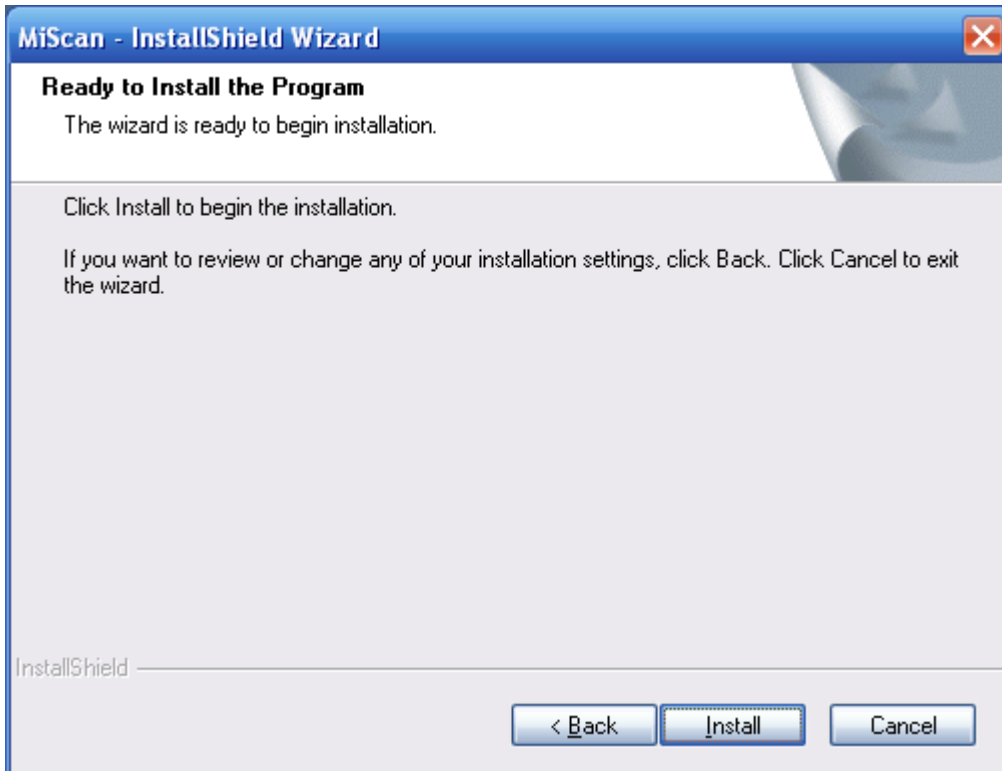 MiScan - InstallShield Wizard
Ready to Install the Program
The wizard is ready to begin installation.
Click Install to begin the installation.
If you want to review or change any of your installation settings, click Back. Click Cancel to exit
the wizard.
InstallShield
< Back
Install
Cancel